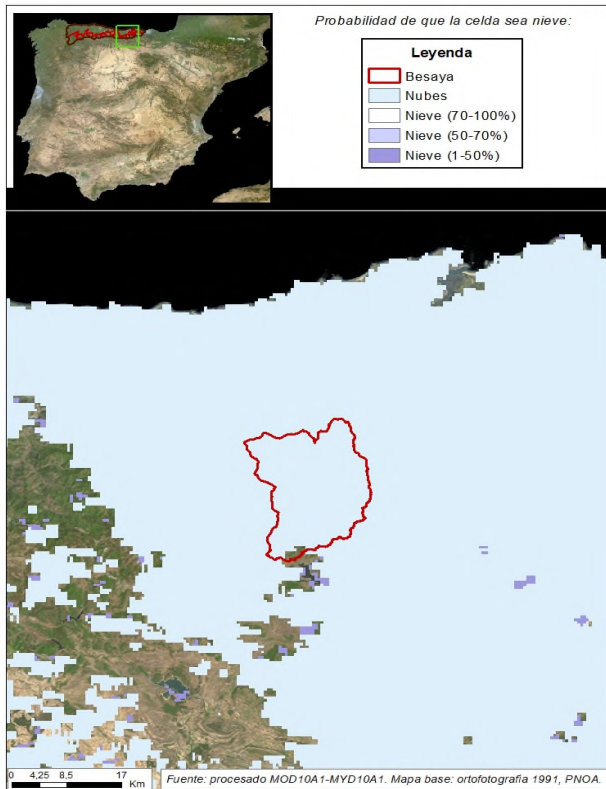 Probabilidad de que la celda sea nieve:
Leyenda
Besaya
Nubes
Nieve (70-100%)
Nieve (50-70%)
Nieve (1-50%)
0 4,25 8,5 17
Km
Fuente: procesado MOD10A1-MYD10A1. Mapa base: ortofotografia 1991, PNOA.